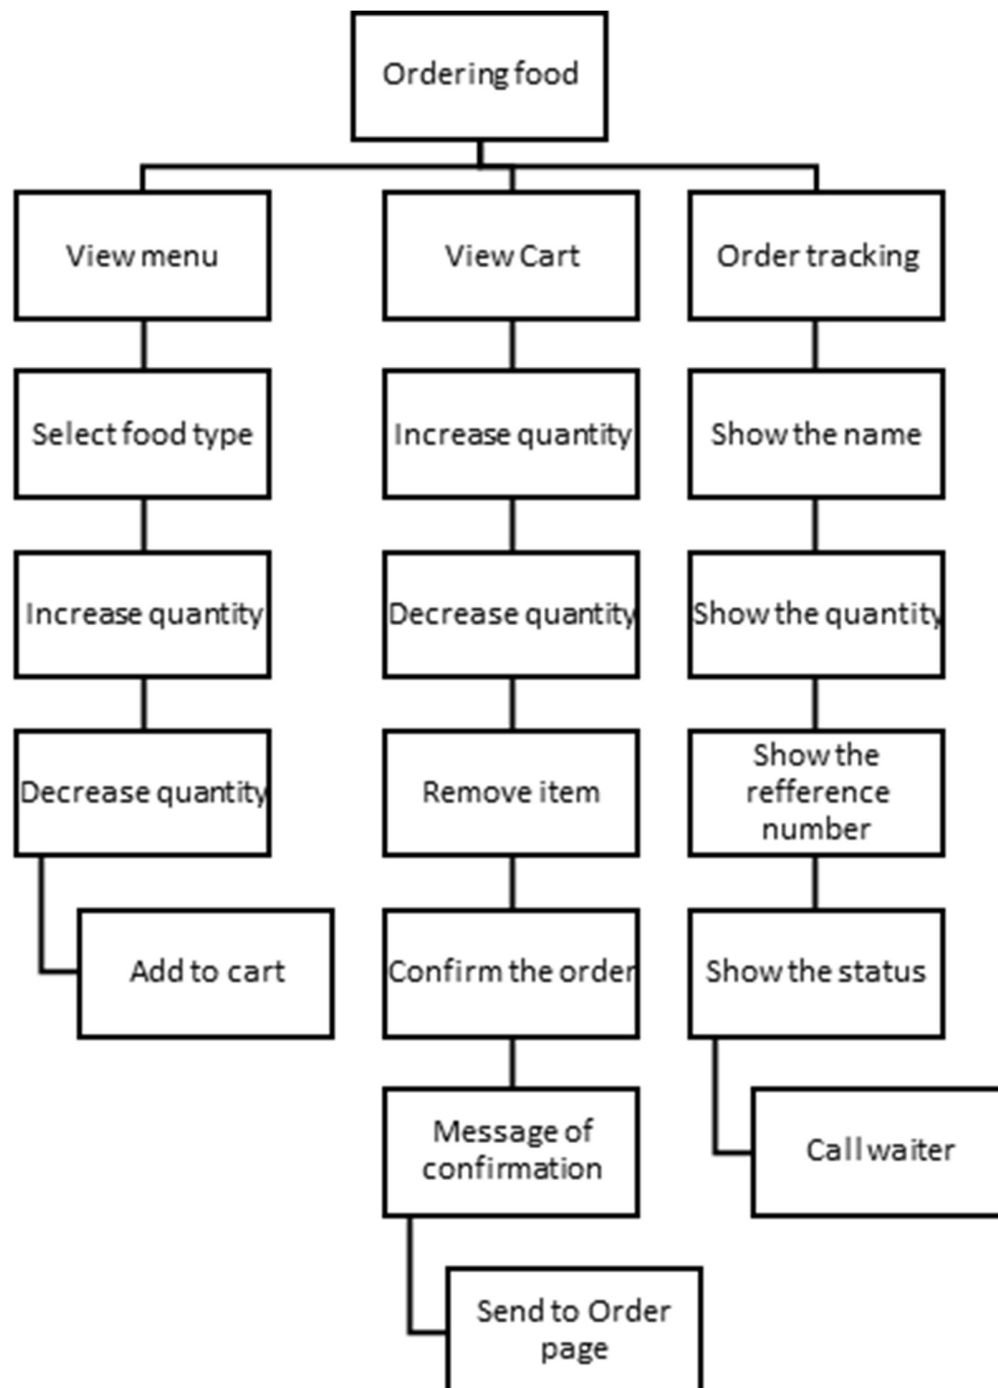 Ordering food
View menu
View Cart
Order tracking
Select food type
Increase quantity
Show the name
Increase quantity
Decrease quantity
Show the quantity
Decrease quantity
Remove item
Show the
refference
number
Add to cart
Confirm the order
Show the status
Message of
confirmation
Call waiter
Send to Order
page